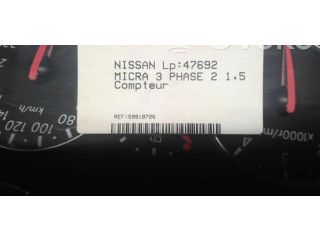 NISSAN Lp:47692
MICRA 3 PHASE 2 1,5
Compteur
km/h
80
100
120
x1000r/min